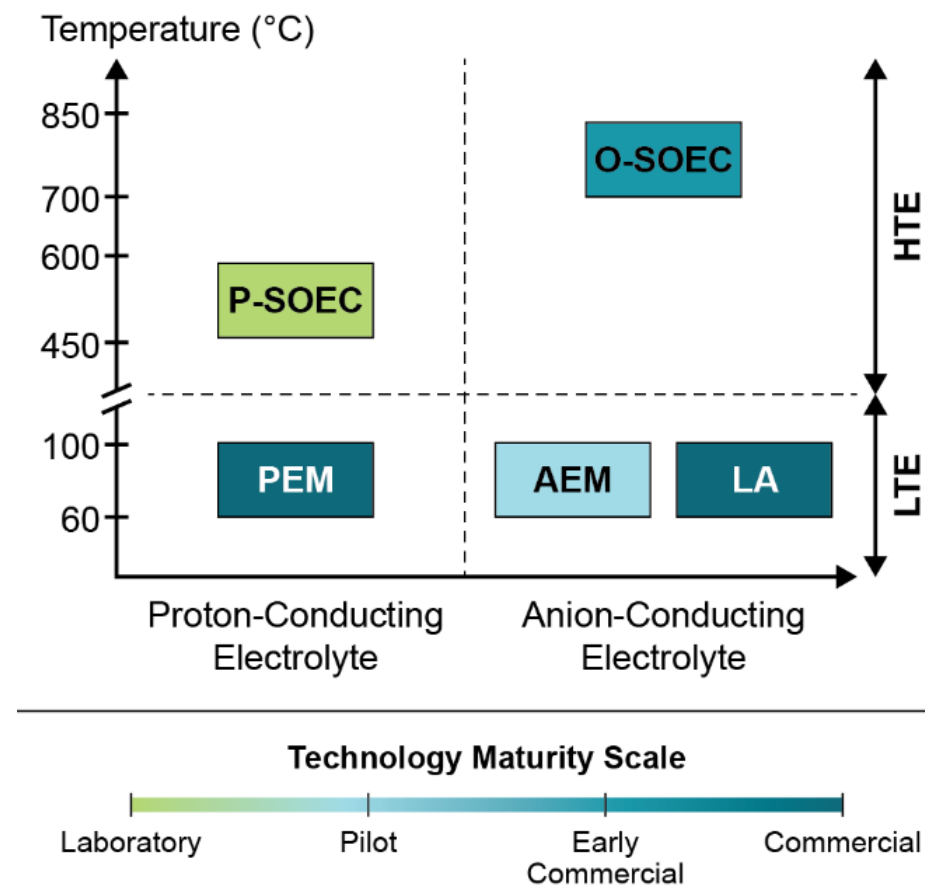 Temperature (°C)
850
O-SOEC
700
HTE
600
P-SOEC
450
100
PEM
AEM
LA
LTE
60
Proton-Conducting
Electrolyte
Anion-Conducting
Electrolyte
Technology Maturity Scale
Laboratory
Pilot
Early
Commercial
Commercial